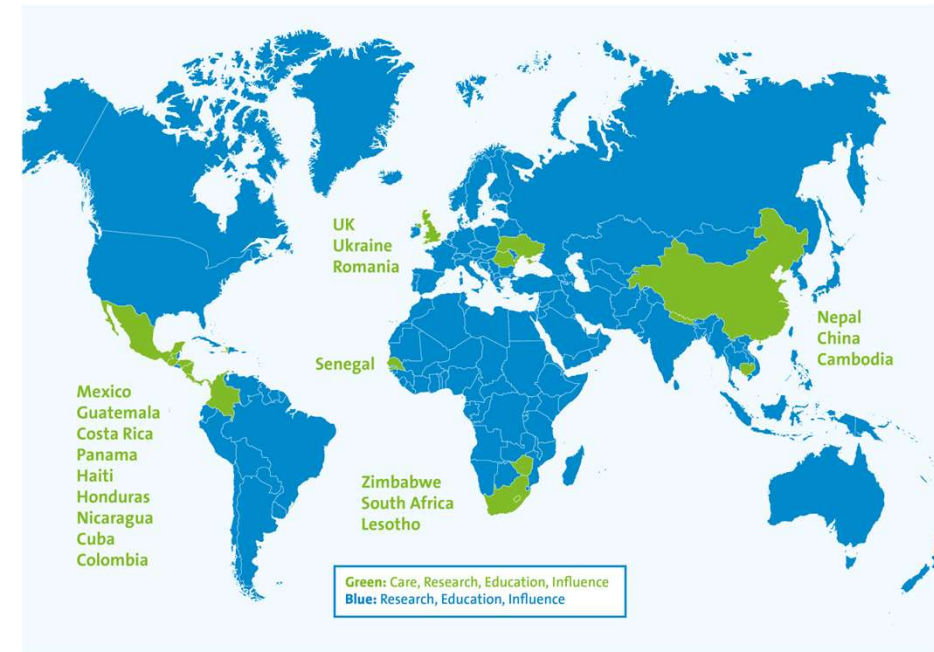 UK
Ukraine
Romania
Senegal
Nepal
China
Cambodia
Mexico
Guatemala
Costa Rica
Panama
Haiti
Honduras
Nicaragua
Cuba
Colombia
Zimbabwe
South Africa
Lesotho
Green: Care, Research, Education, Influence
Blue: Research, Education, Influence